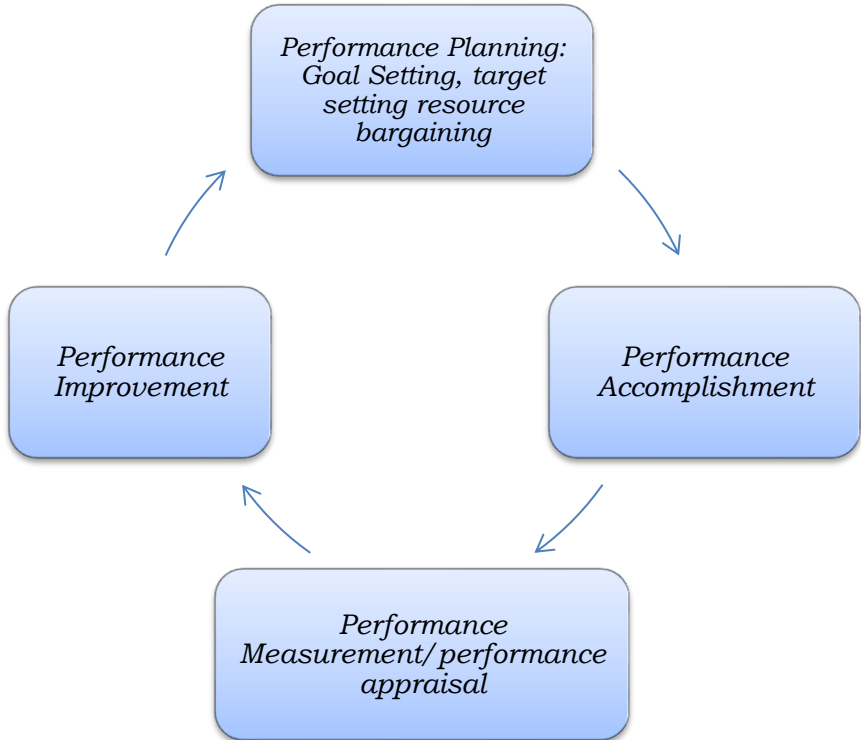 Performance Planning:
Goal Setting, target
setting resource
bargaining
Performance
Accomplishment
Performance
Measurement/performance
appraisal
Performance
Improvement